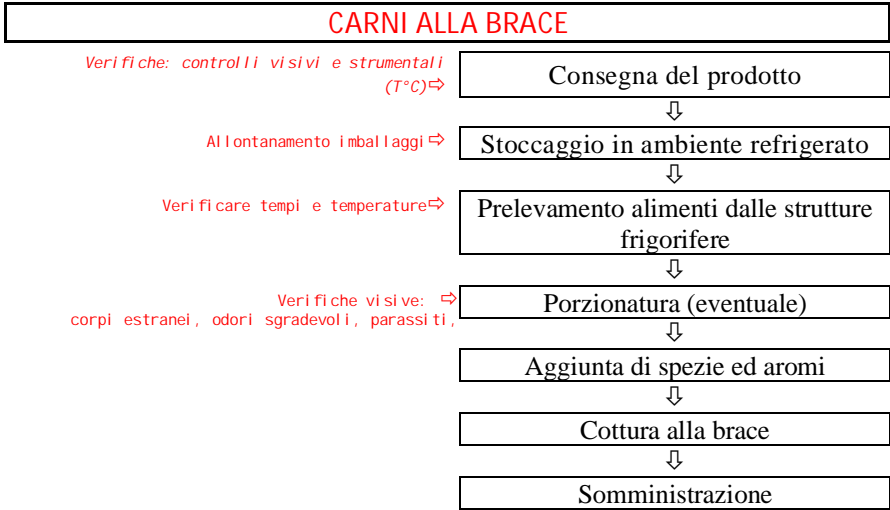 CARNI ALLA BRACE
Verifiche: controlli visivi e strumentali
(T°C)⇨
Consegna del prodotto
⇩
Allontanamento imballaggi⇨
Stoccaggio in ambiente refrigerato
⇩
Verificare tempi e temperature⇨
Prelevamento alimenti dalle strutture
frigorifere
⇩
Verifiche visive: ⇨
corpi estranei, odori sgradevoli, parassiti,
Porzionatura (eventuale)
⇩
Aggiunta di spezie ed aromi
⇩
Cottura alla brace
⇩
Somministrazione